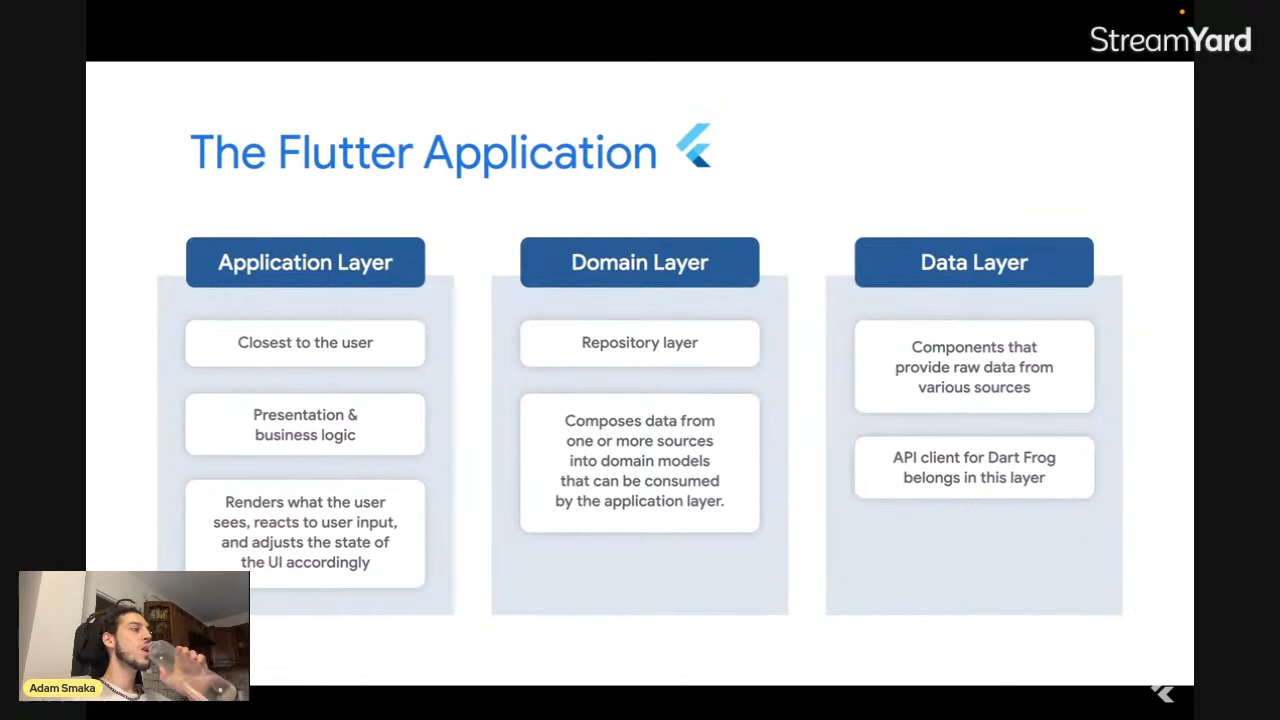 StreamYard
The Flutter Application
Application Layer
Closest to the user
Presentation &
business logic
Renders what the user
sees, reacts to user input,
and adjusts the state of
the UI accordingly
Domain Layer
Repository layer
Composes data from
one or more sources
into domain models
that can be consumed
by the application layer.
Data Layer
Components that
provide raw data from
various sources
API client for Dart Frog
belongs in this layer
Adam Smaka